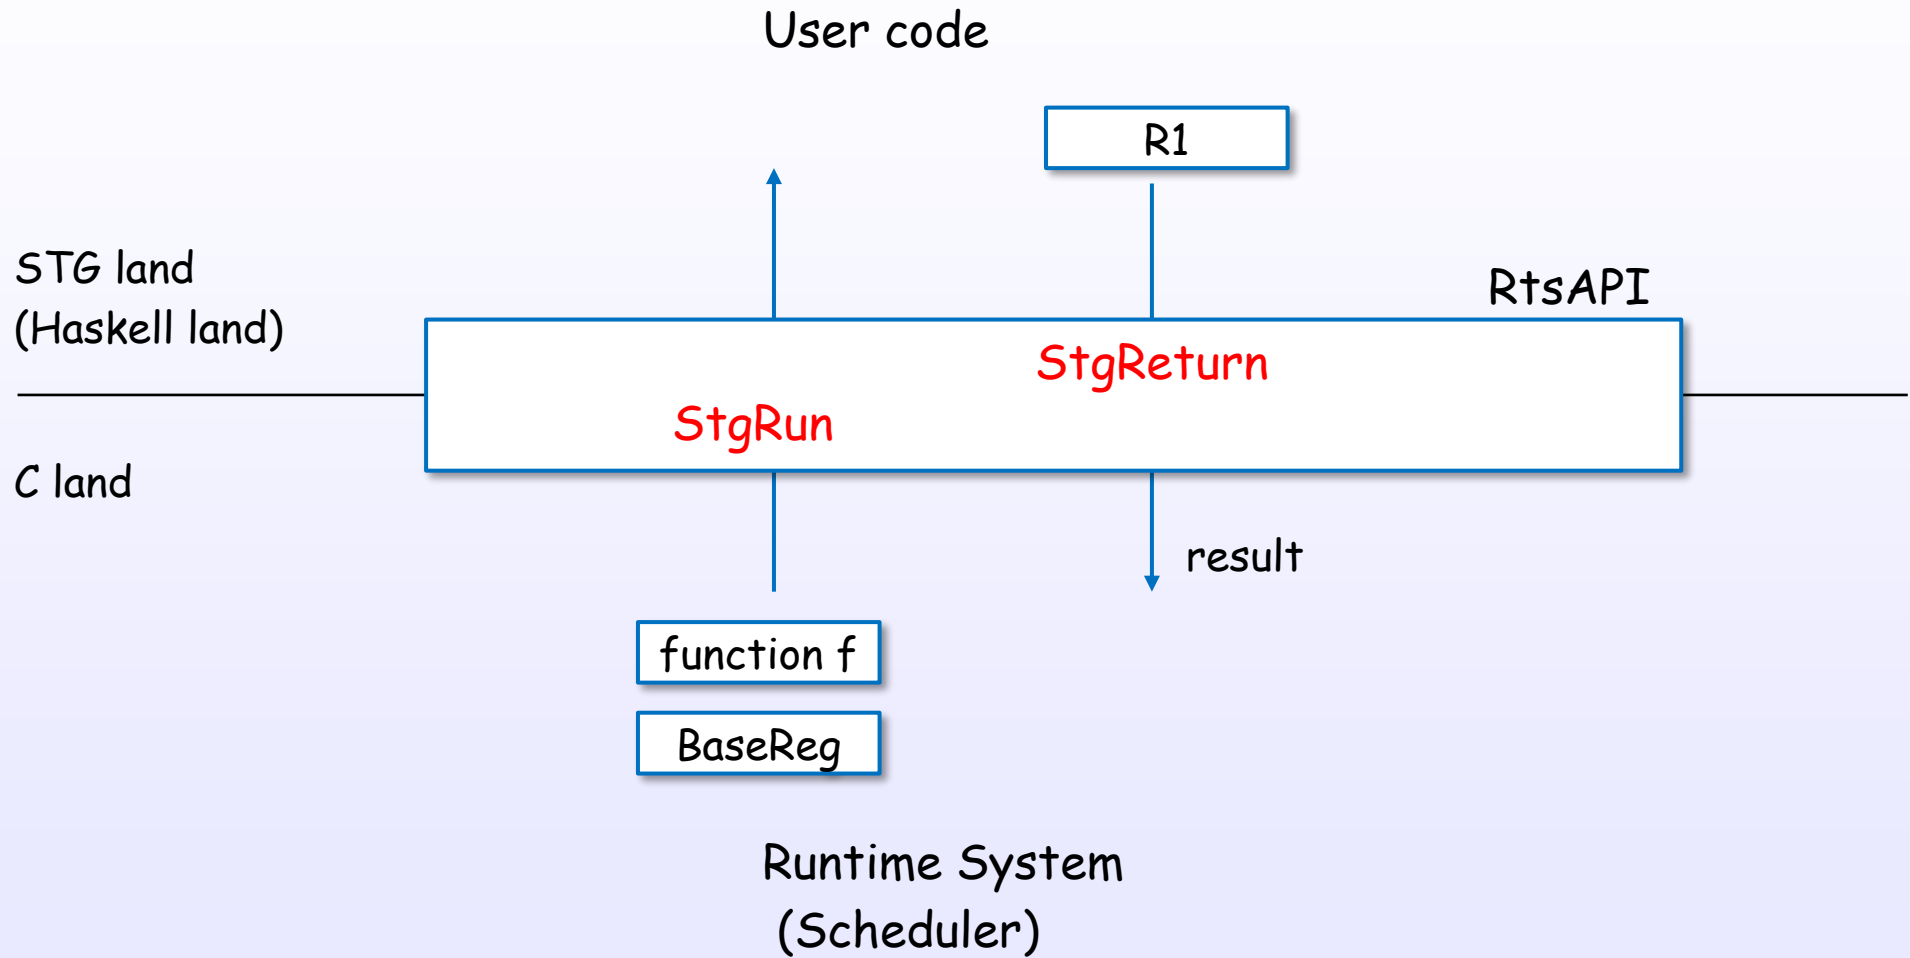 User code
R1
STG land
(Haskell land)
RtsAPI
StgReturn
StgRun
C land
result
function f
BaseReg
Runtime System
(Scheduler)